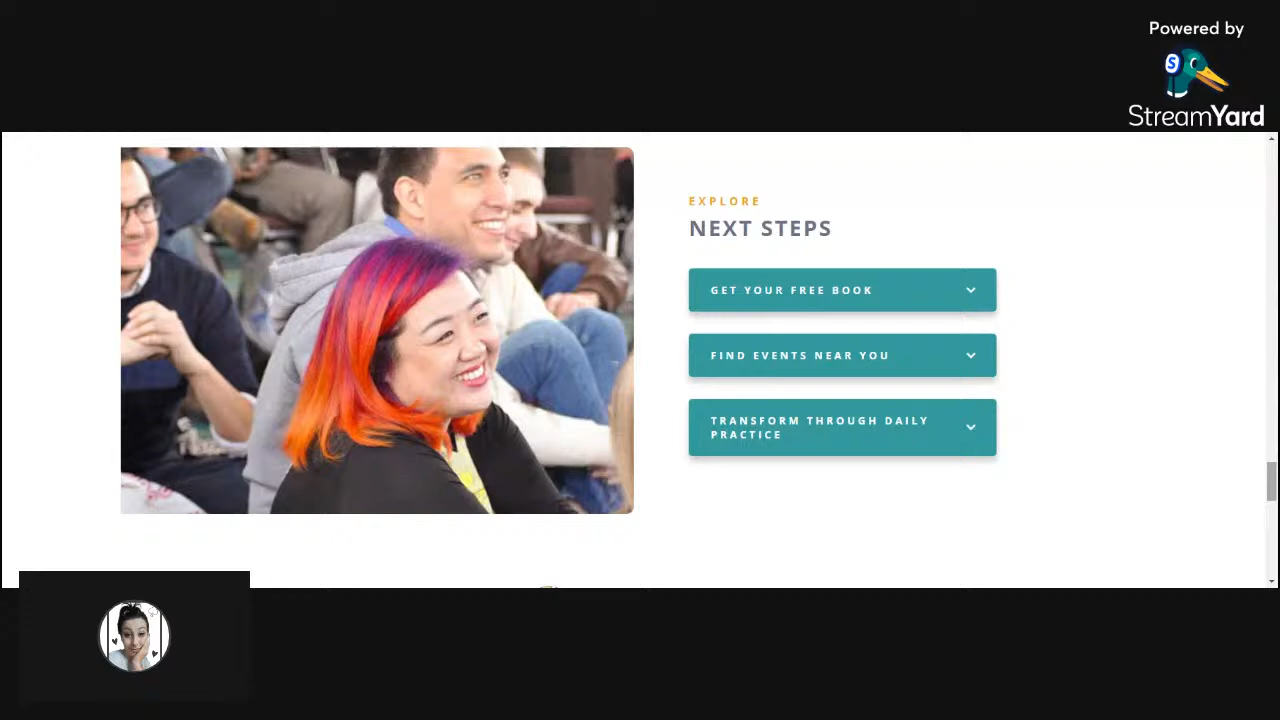 Powered by
S
StreamYard
EXPLORE
NEXT STEPS
GET YOUR FREE BOOK
FIND EVENTS NEAR YOU
TRANSFORM THROUGH DAILY
PRACTICE